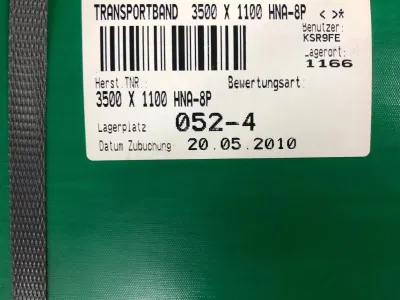 TRANSPORTBAND 3500 X 1100 HNA-8P < >*
Benutzer:
KSR9FE
Lagerort:
1166
Herst.TNR.: Bewertungsart:
3500 X 1100 HNA-8P
Lagerplatz: 052-4
Datum Zubuchung: 20.05.2010